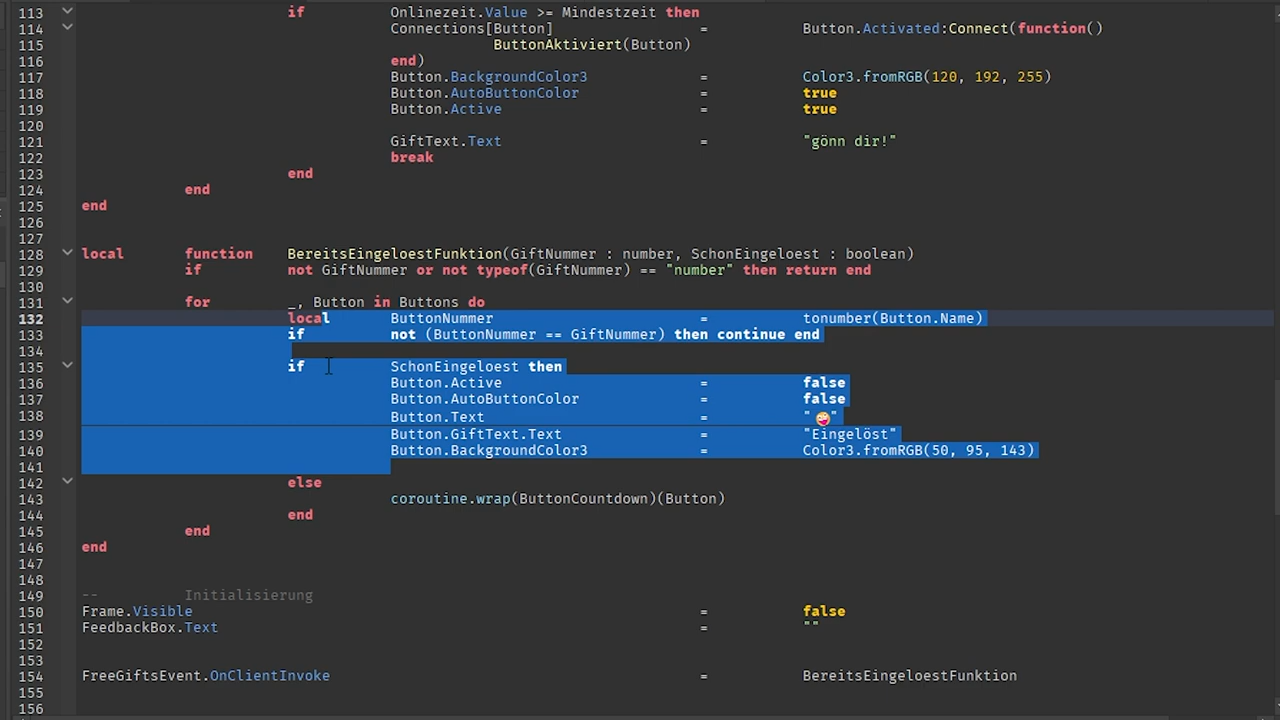 113 if Onlinezeit.Value >= Mindestzeit then
114 Connections[Button] = Button.Activated:Connect(function()
115 ButtonAktiviert(Button)
116 end)
117 Button.BackgroundColor3 = Color3.fromRGB(120, 192, 255)
118 Button.AutoButtonColor = true
119 Button.Active = true
120
121 GiftText.Text = "gönn dir!"
122 break
123 end
124 end
125 end
126
127
128 local function BereitsEingeloestFunktion(GiftNummer : number, SchonEingeloest : boolean)
129 if not GiftNummer or not typeof(GiftNummer) == "number" then return end
130
131 for _, Button in Buttons do
132 local ButtonNummer = tonumber(Button.Name)
133 if not (ButtonNummer == GiftNummer) then continue end
134
135 if SchonEingeloest then
136 Button.Active = false
137 Button.AutoButtonColor = false
138 Button.Text = "🤪"
139 Button.GiftText.Text = "Eingelöst"
140 Button.BackgroundColor3 = Color3.fromRGB(50, 95, 143)
141
142 else
143 coroutine.wrap(ButtonCountdown)(Button)
144 end
145 end
146 end
147
148
149 -- Initialisierung
150 Frame.Visible = false
151 FeedbackBox.Text = ""
152
153
154 FreeGiftsEvent.OnClientInvoke = BereitsEingeloestFunktion
155
156